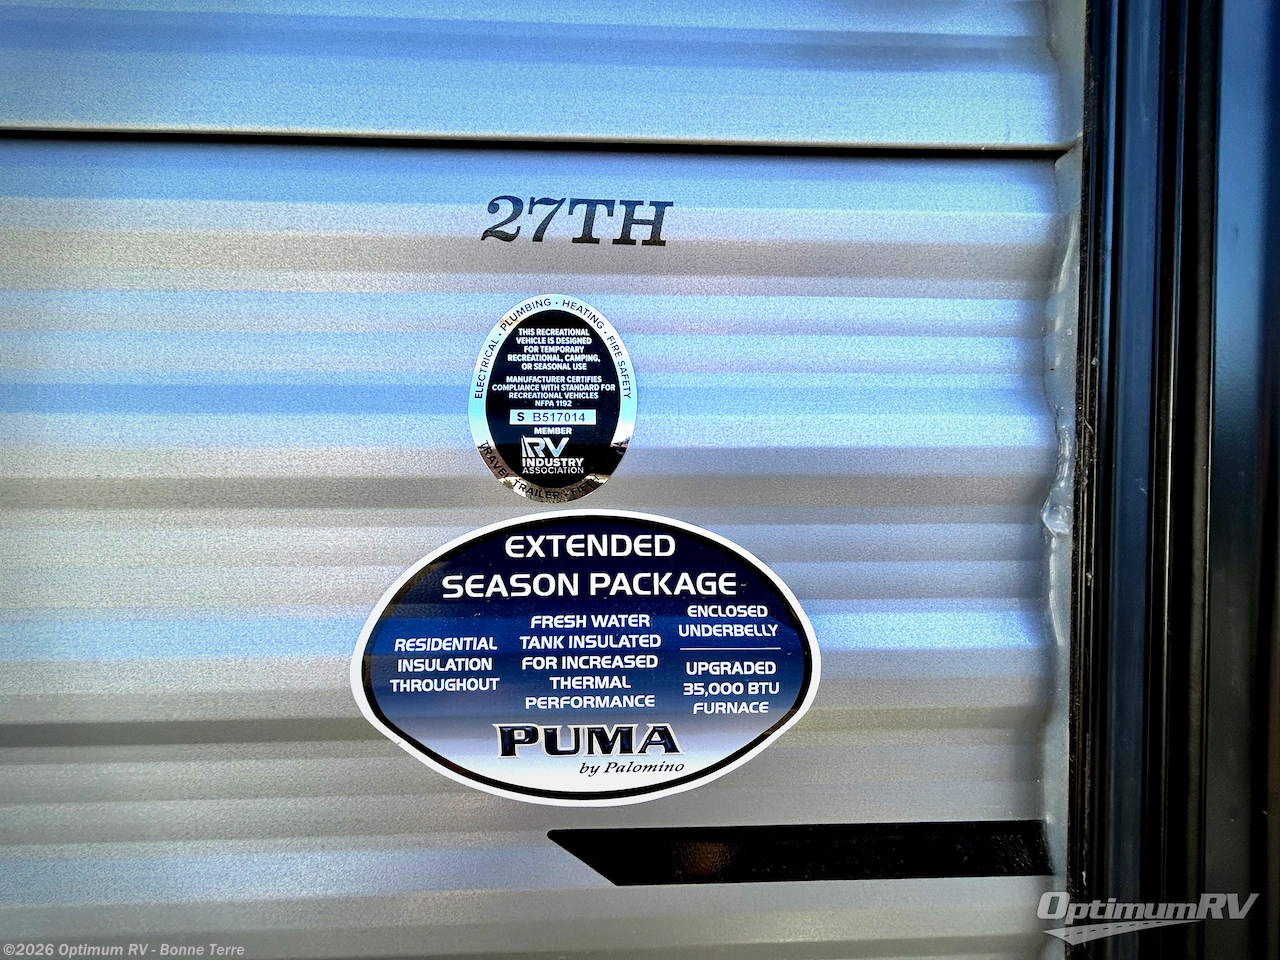 27TH
ELECTRICAL · PLUMBING · HEATING · FIRE SAFETY
THIS RECREATIONAL
VEHICLE IS DESIGNED
FOR TEMPORARY
RECREATIONAL, CAMPING,
OR SEASONAL USE
MANUFACTURER CERTIFIES
COMPLIANCE WITH STANDARD FOR
RECREATIONAL VEHICLES
NFPA 1192
S B517014
MEMBER
RV
INDUSTRY
ASSOCIATION
TRAVEL TRAILER
EXTENDED
SEASON PACKAGE
RESIDENTIAL
INSULATION
THROUGHOUT
FRESH WATER
TANK INSULATED
FOR INCREASED
THERMAL
PERFORMANCE
ENCLOSED
UNDERBELLY
UPGRADED
35,000 BTU
FURNACE
PUMA
by Palomino
OptimumRV
©2026 Optimum RV - Bonne Terre